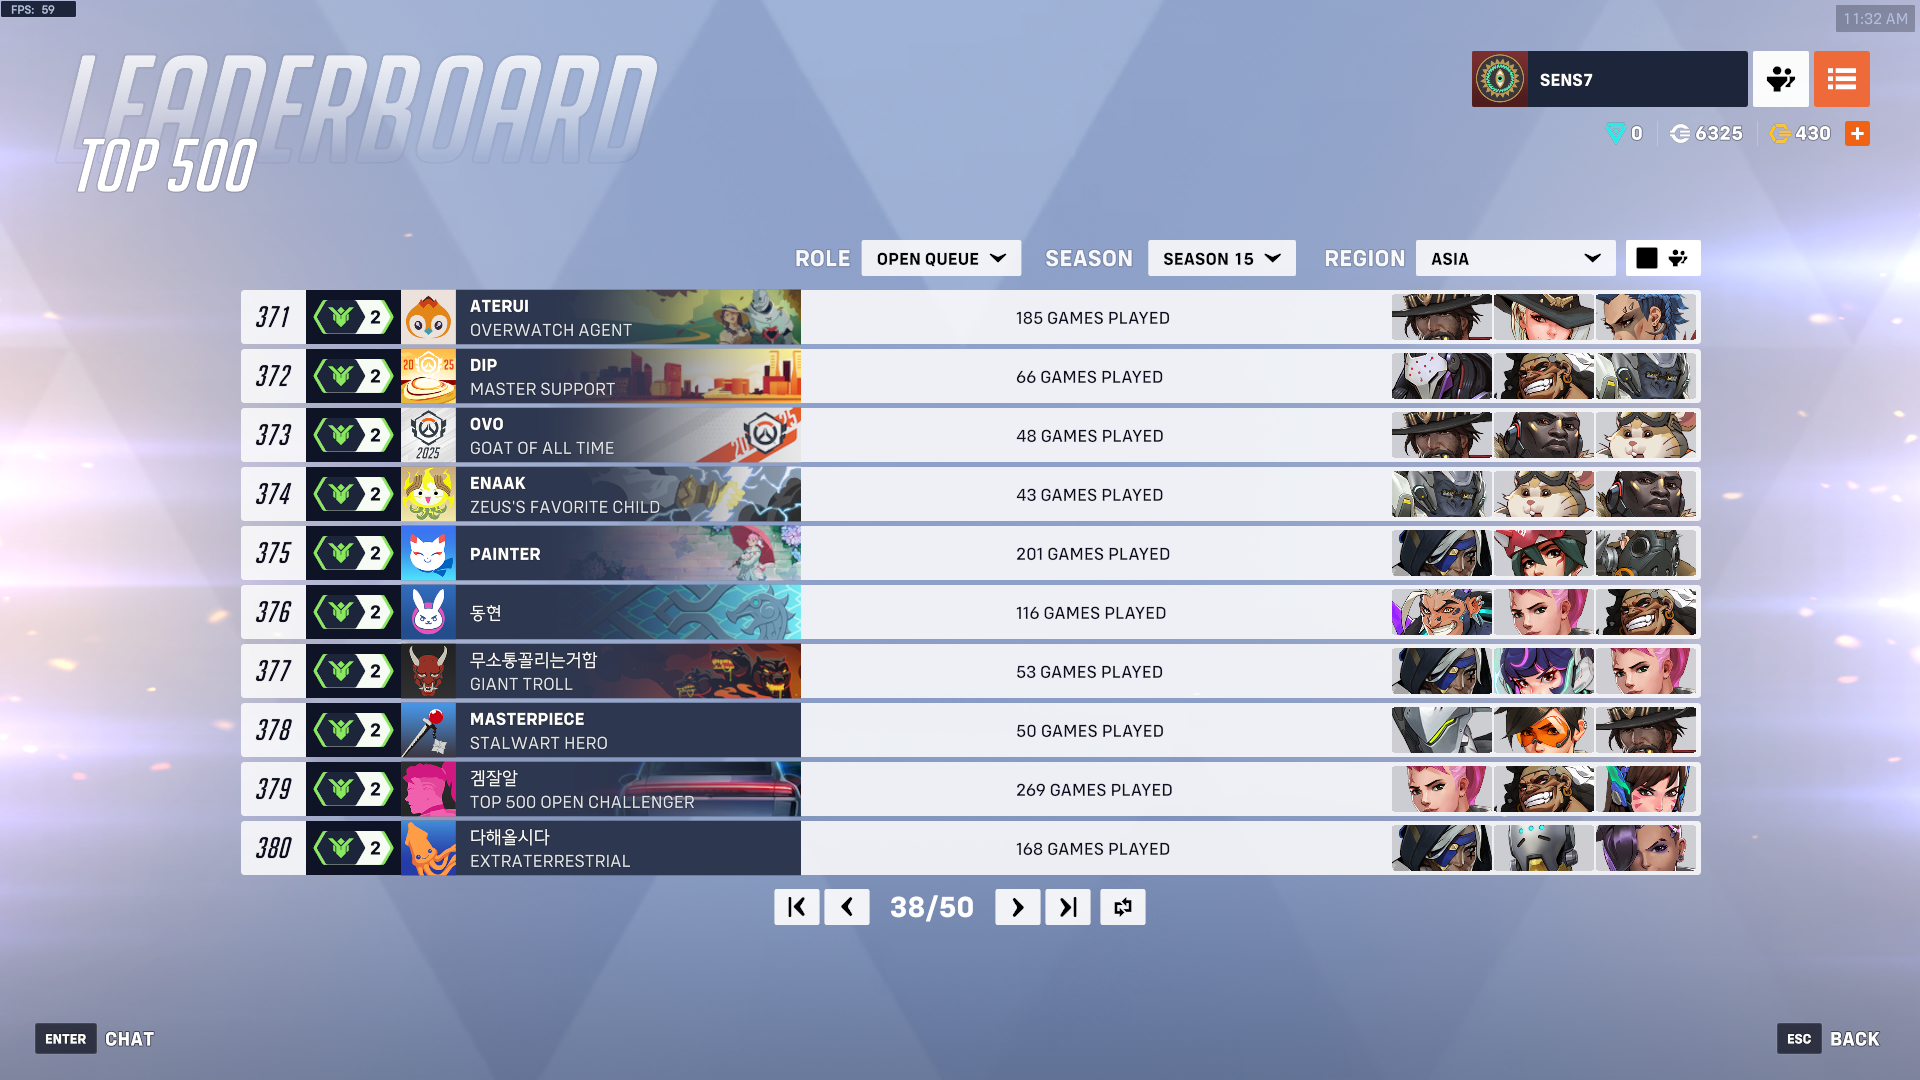 FPS: 59
11:32 AM
LEADERBOARD
TOP 500
SENS7
0 6325 430
ROLE OPEN QUEUE SEASON SEASON 15 REGION ASIA
371 2 ATERUI 185 GAMES PLAYED
OVERWATCH AGENT
372 2 2025 DIP 66 GAMES PLAYED
MASTER SUPPORT
373 2 2025 OVO 2025 48 GAMES PLAYED
GOAT OF ALL TIME
374 2 ENAAK 43 GAMES PLAYED
ZEUS'S FAVORITE CHILD
375 2 PAINTER 201 GAMES PLAYED
376 2 동현 116 GAMES PLAYED
377 2 무소통꼴리는거함 53 GAMES PLAYED
GIANT TROLL
378 2 MASTERPIECE 50 GAMES PLAYED
STALWART HERO
379 2 겜잘알 269 GAMES PLAYED
TOP 500 OPEN CHALLENGER
380 2 다해올시다 168 GAMES PLAYED
EXTRATERRESTRIAL
38/50
ENTER CHAT
ESC BACK